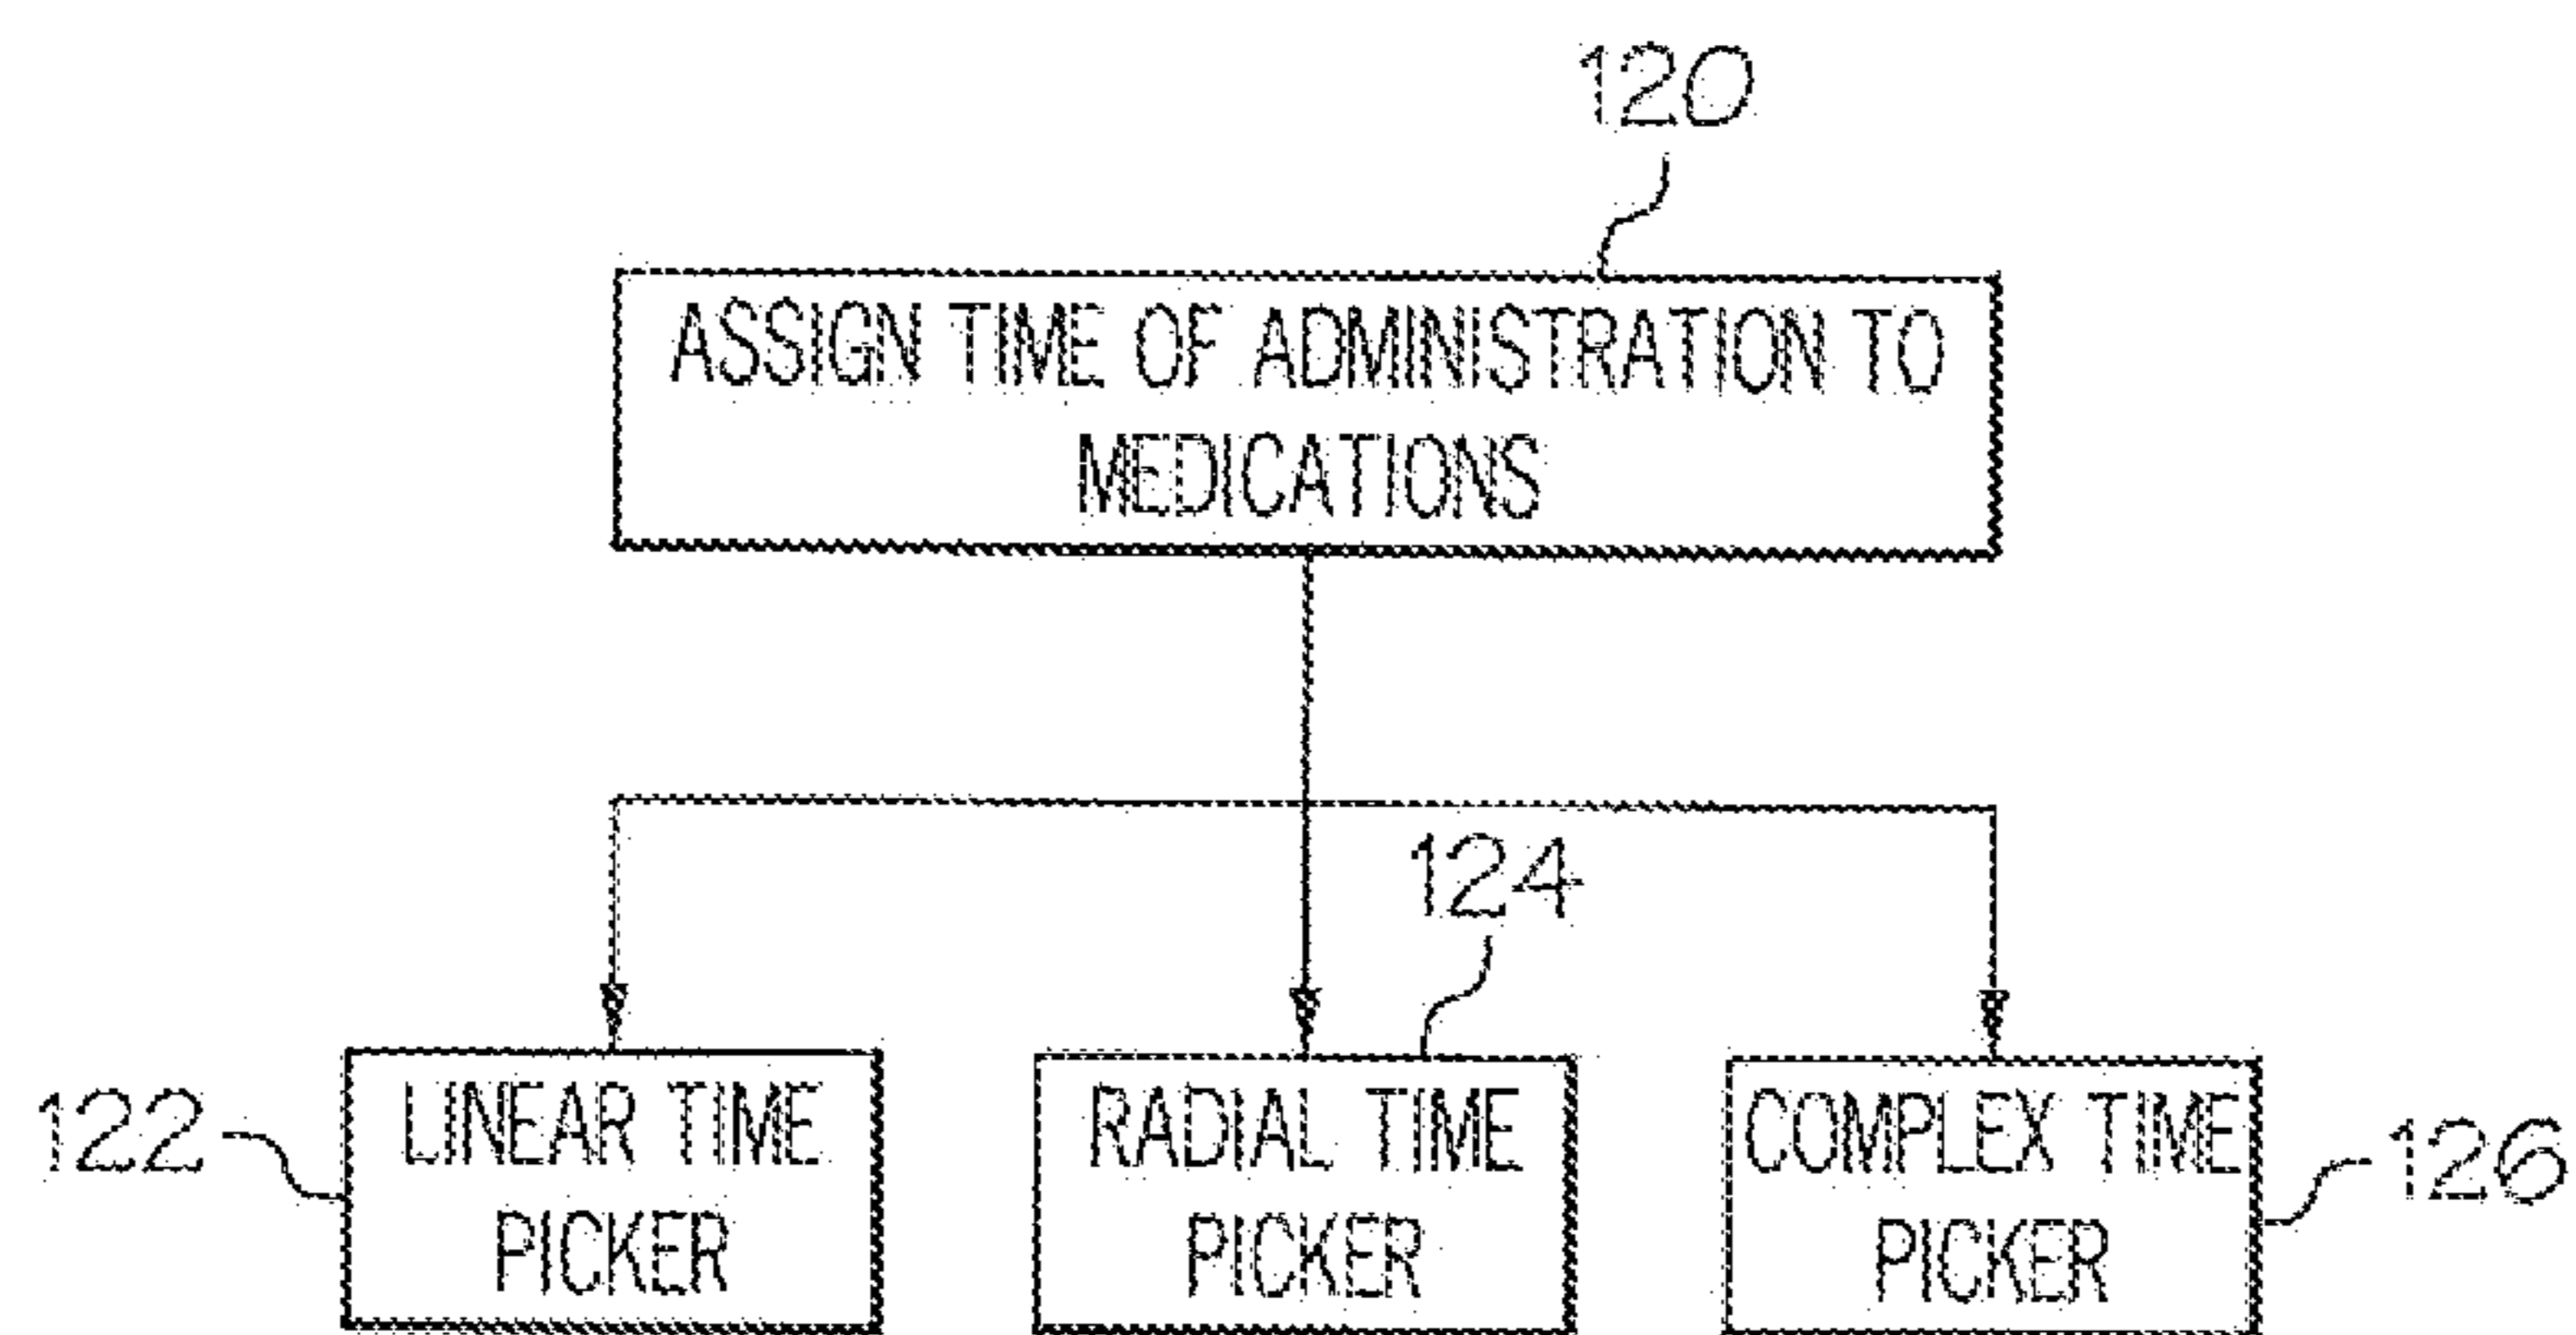 120
ASSIGN TIME OF ADMINISTRATION TO
MEDICATIONS
124
122
LINEAR TIME
PICKER
RADIAL TIME
PICKER
COMPLEX TIME
PICKER
126